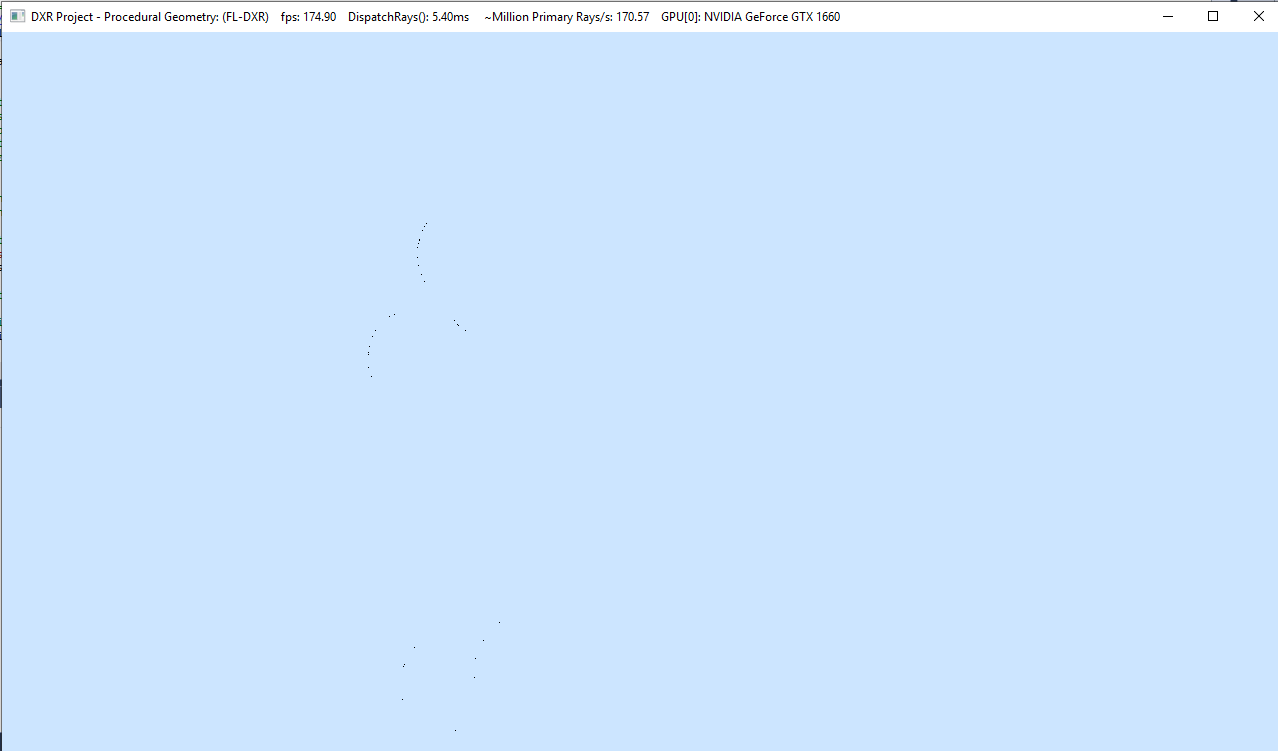 DXR Project - Procedural Geometry: (FL-DXR)    fps: 174.90    DispatchRays(): 5.40ms     ~Million Primary Rays/s: 170.57    GPU[0]: NVIDIA GeForce GTX 1660